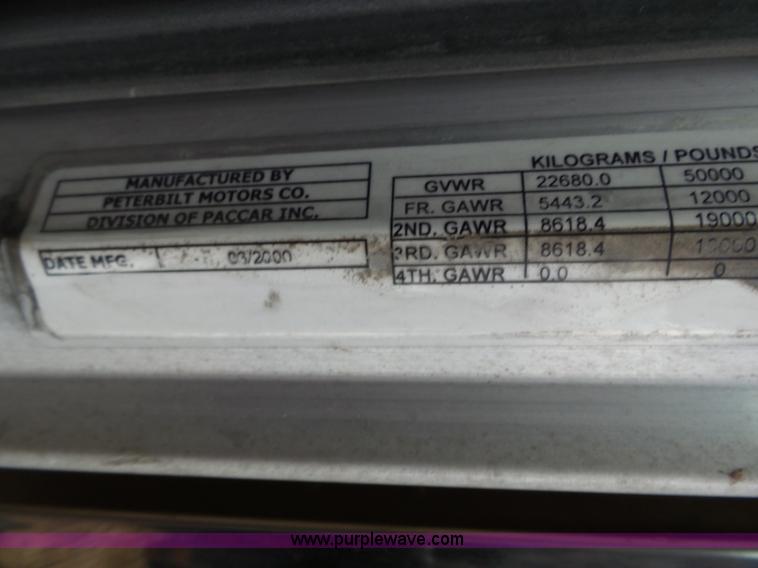 MANUFACTURED BY
PETERBILT MOTORS CO.
DIVISION OF PACCAR INC.
DATE MFG. 03/2000
KILOGRAMS / POUNDS
GVWR 22680.0 50000
FR. GAWR 5443.2 12000
2ND. GAWR 8618.4 19000
3RD. GAWR 8618.4
4TH. GAWR 0.0 0
www.purplewave.com